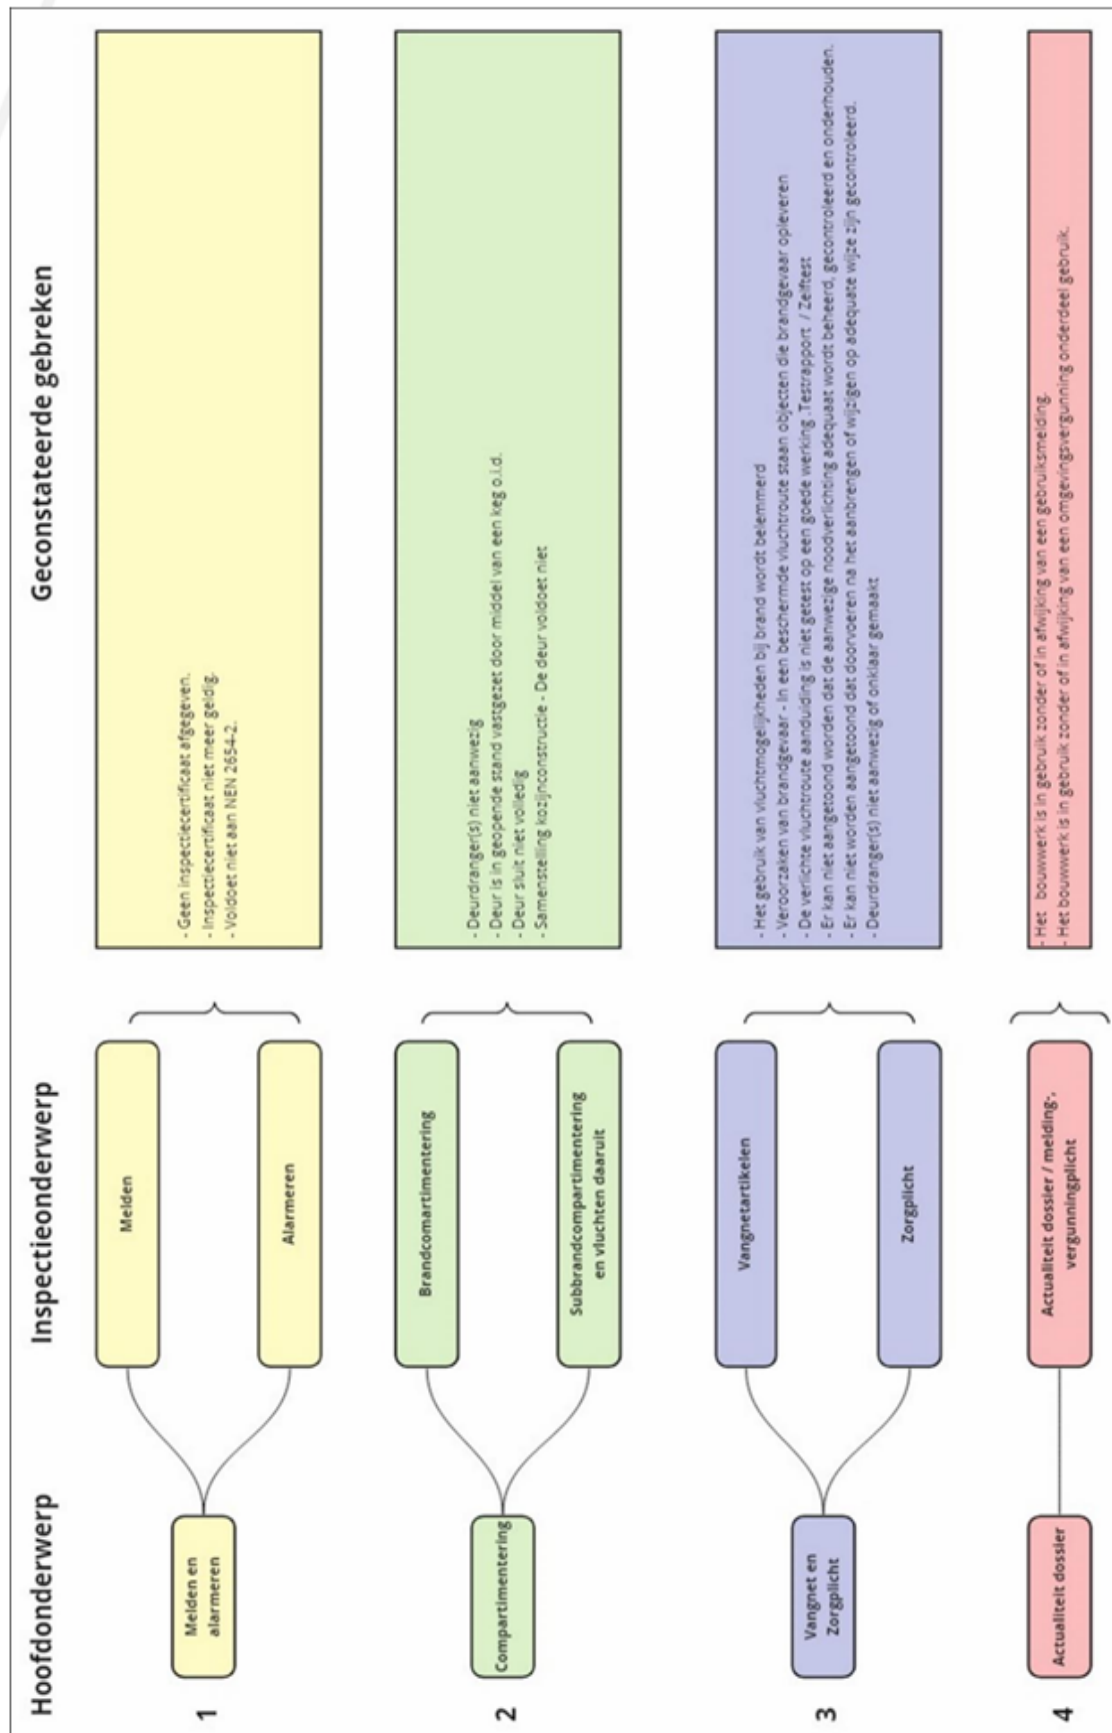 Hoofdonderwerp
Inspectieonderwerp
Geconstateerde gebreken
1
Melden en
alarmeren
Melden
Alarmeren
- Geen inspectiecertificaat afgegeven.
- Inspectiecertificaat niet meer geldig.
- Voldoet niet aan NEN 2654-2.
2
Compartimentering
Brandcomartimentering
Subbrandcompartimentering
en vluchten daaruit
- Deurdranger(s) niet aanwezig
- Deur is in geopende stand vastgezet door middel van een keg o.i.d.
- Deur sluit niet volledig
- Samenstelling kozijnconstructie - De deur voldoet niet
3
Vangnet en
Zorgplicht
Vangnetartikelen
Zorgplicht
- Het gebruik van vluchtmogelijkheden bij brand wordt belemmerd
- Veroorzaken van brandgevaar - In een beschermde vluchtroute staan objecten die brandgevaar opleveren
- De verlichte vluchtroute aanduiding is niet getest op een goede werking .Testrapport / Zelftest
- Er kan niet aangetoond worden dat de aanwezige noodverlichting adequaat wordt beheerd, gecontroleerd en onderhouden.
- Er kan niet worden aangetoond dat doorvoeren na het aanbrengen of wijzigen op adequate wijze zijn gecontroleerd.
- Deurdranger(s) niet aanwezig of onklaar gemaakt
4
Actualiteit dossier
Actualiteit dossier / melding-,
vergunningplicht
- Het bouwwerk is in gebruik zonder of in afwijking van een gebruiksmelding.
- Het bouwwerk is in gebruik zonder of in afwijking van een omgevingsvergunning onderdeel gebruik.